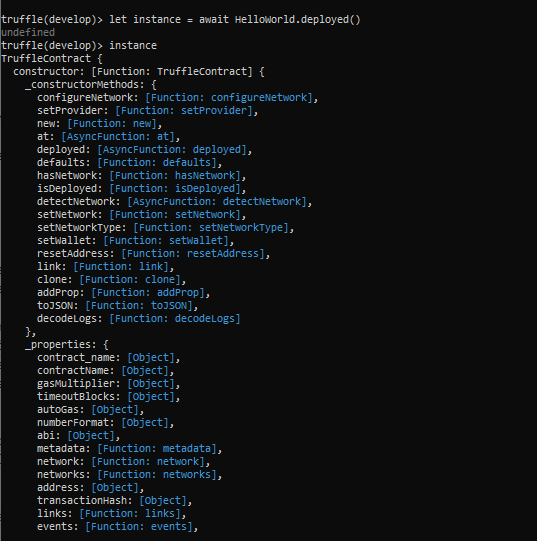 truffle(develop)> let instance = await HelloWorld.deployed()
undefined
truffle(develop)> instance
TruffleContract {
  constructor: [Function: TruffleContract] {
    _constructorMethods: {
      configureNetwork: [Function: configureNetwork],
      setProvider: [Function: setProvider],
      new: [Function: new],
      at: [AsyncFunction: at],
      deployed: [AsyncFunction: deployed],
      defaults: [Function: defaults],
      hasNetwork: [Function: hasNetwork],
      isDeployed: [Function: isDeployed],
      detectNetwork: [AsyncFunction: detectNetwork],
      setNetwork: [Function: setNetwork],
      setNetworkType: [Function: setNetworkType],
      setWallet: [Function: setWallet],
      resetAddress: [Function: resetAddress],
      link: [Function: link],
      clone: [Function: clone],
      addProp: [Function: addProp],
      toJSON: [Function: toJSON],
      decodeLogs: [Function: decodeLogs]
    },
    _properties: {
      contract_name: [Object],
      contractName: [Object],
      gasMultiplier: [Object],
      timeoutBlocks: [Object],
      autoGas: [Object],
      numberFormat: [Object],
      abi: [Object],
      metadata: [Function: metadata],
      network: [Function: network],
      networks: [Function: networks],
      address: [Object],
      transactionHash: [Object],
      links: [Function: links],
      events: [Function: events],